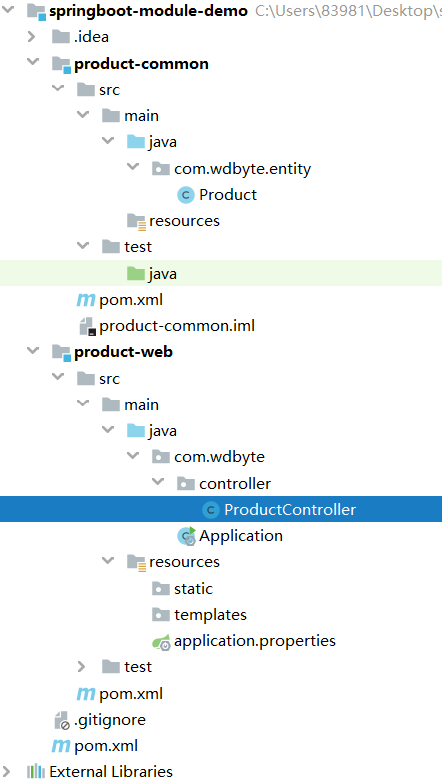 springboot-module-demo C:\Users\83981\Desktop\s
.idea
product-common
src
main
java
com.wdbyte.entity
Product
resources
test
java
pom.xml
product-common.iml
product-web
src
main
java
com.wdbyte
controller
ProductController
Application
resources
static
templates
application.properties
test
pom.xml
.gitignore
pom.xml
External Libraries